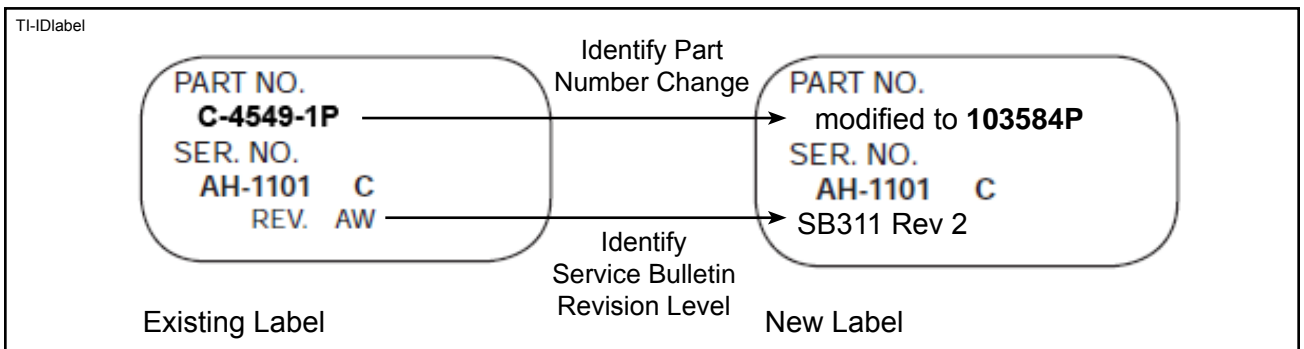 TI-IDlabel
PART NO.
C-4549-1P
SER. NO.
AH-1101 C
REV. AW
Existing Label
Identify Part
Number Change
Identify
Service Bulletin
Revision Level
PART NO.
modified to 103584P
SER. NO.
AH-1101 C
SB311 Rev 2
New Label